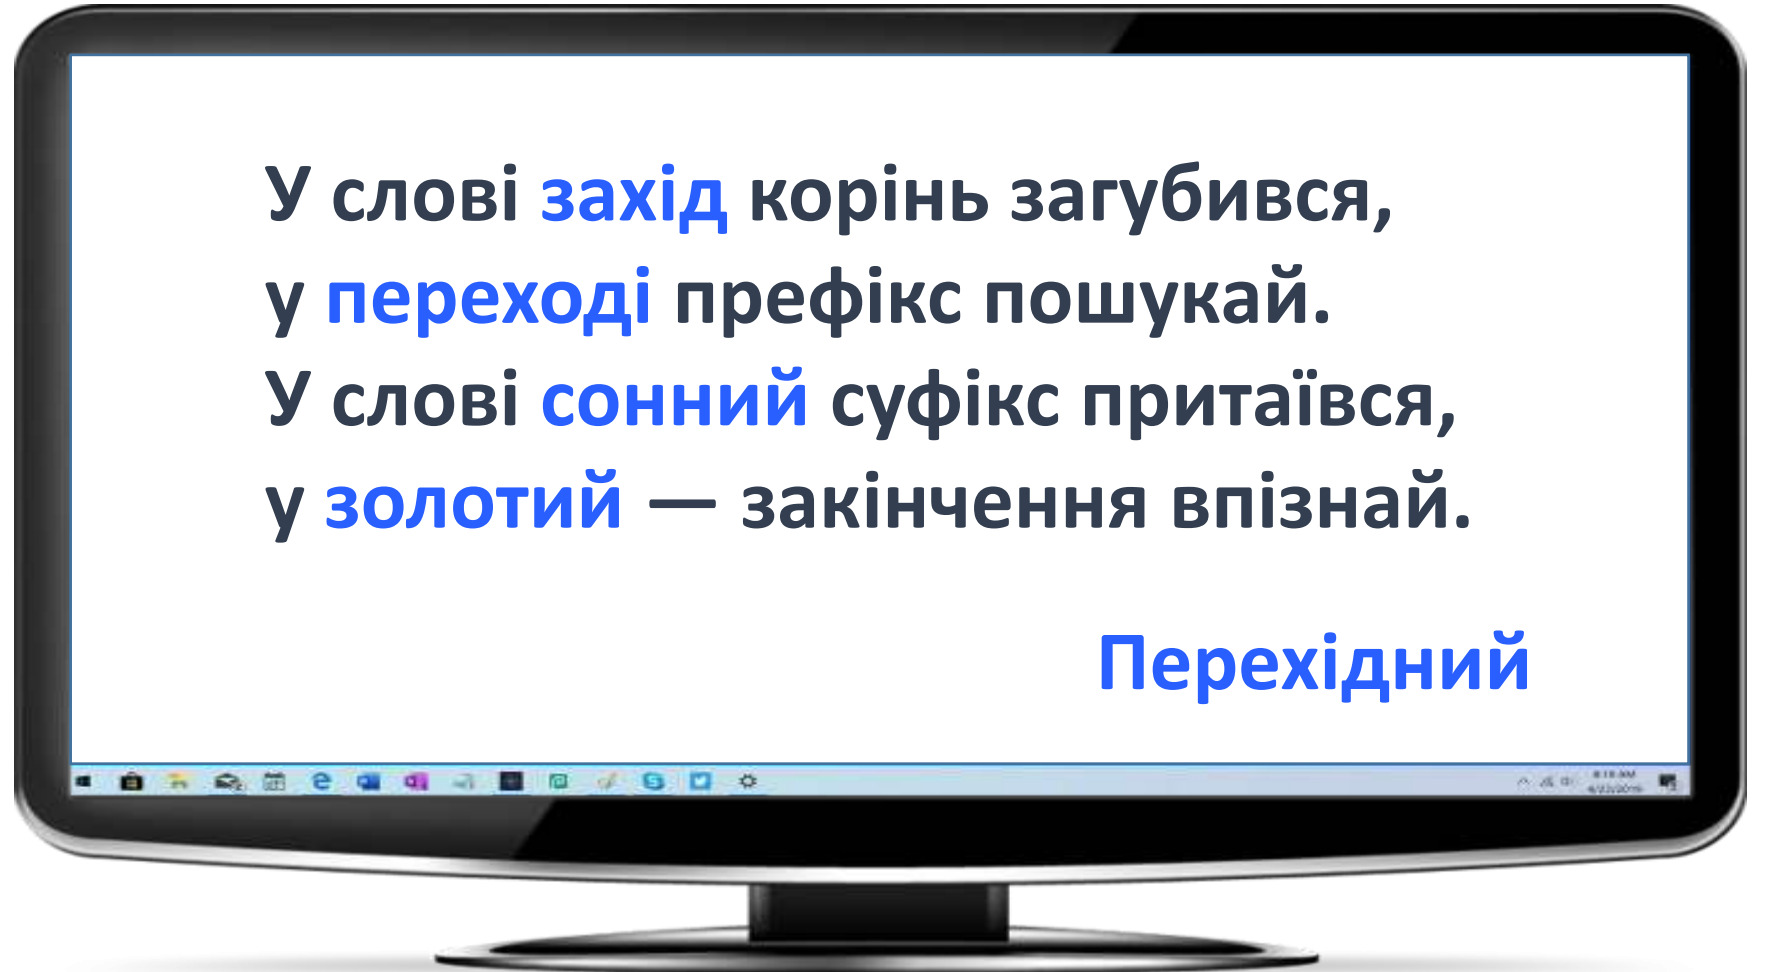 У слові захід корінь загубився,
у переході префікс пошукай.
У слові сонний суфікс притаївся,
у золотий — закінчення впізнай.
Перехідний